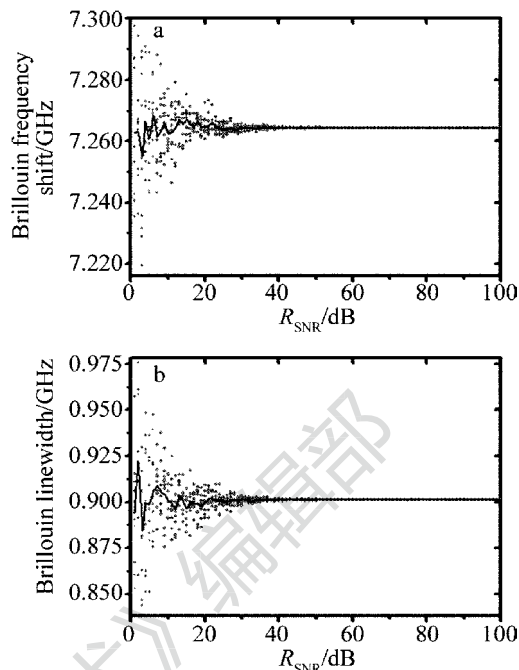 a
7.300
7.280
7.260
7.240
7.220
Brillouin frequency
shift/GHz
0 20 40 60 80 100
R_SNR/dB
b
0.975
0.950
0.925
0.900
0.875
0.850
Brillouin linewidth/GHz
0 20 40 60 80 100
R_SNR/dB
》编辑部